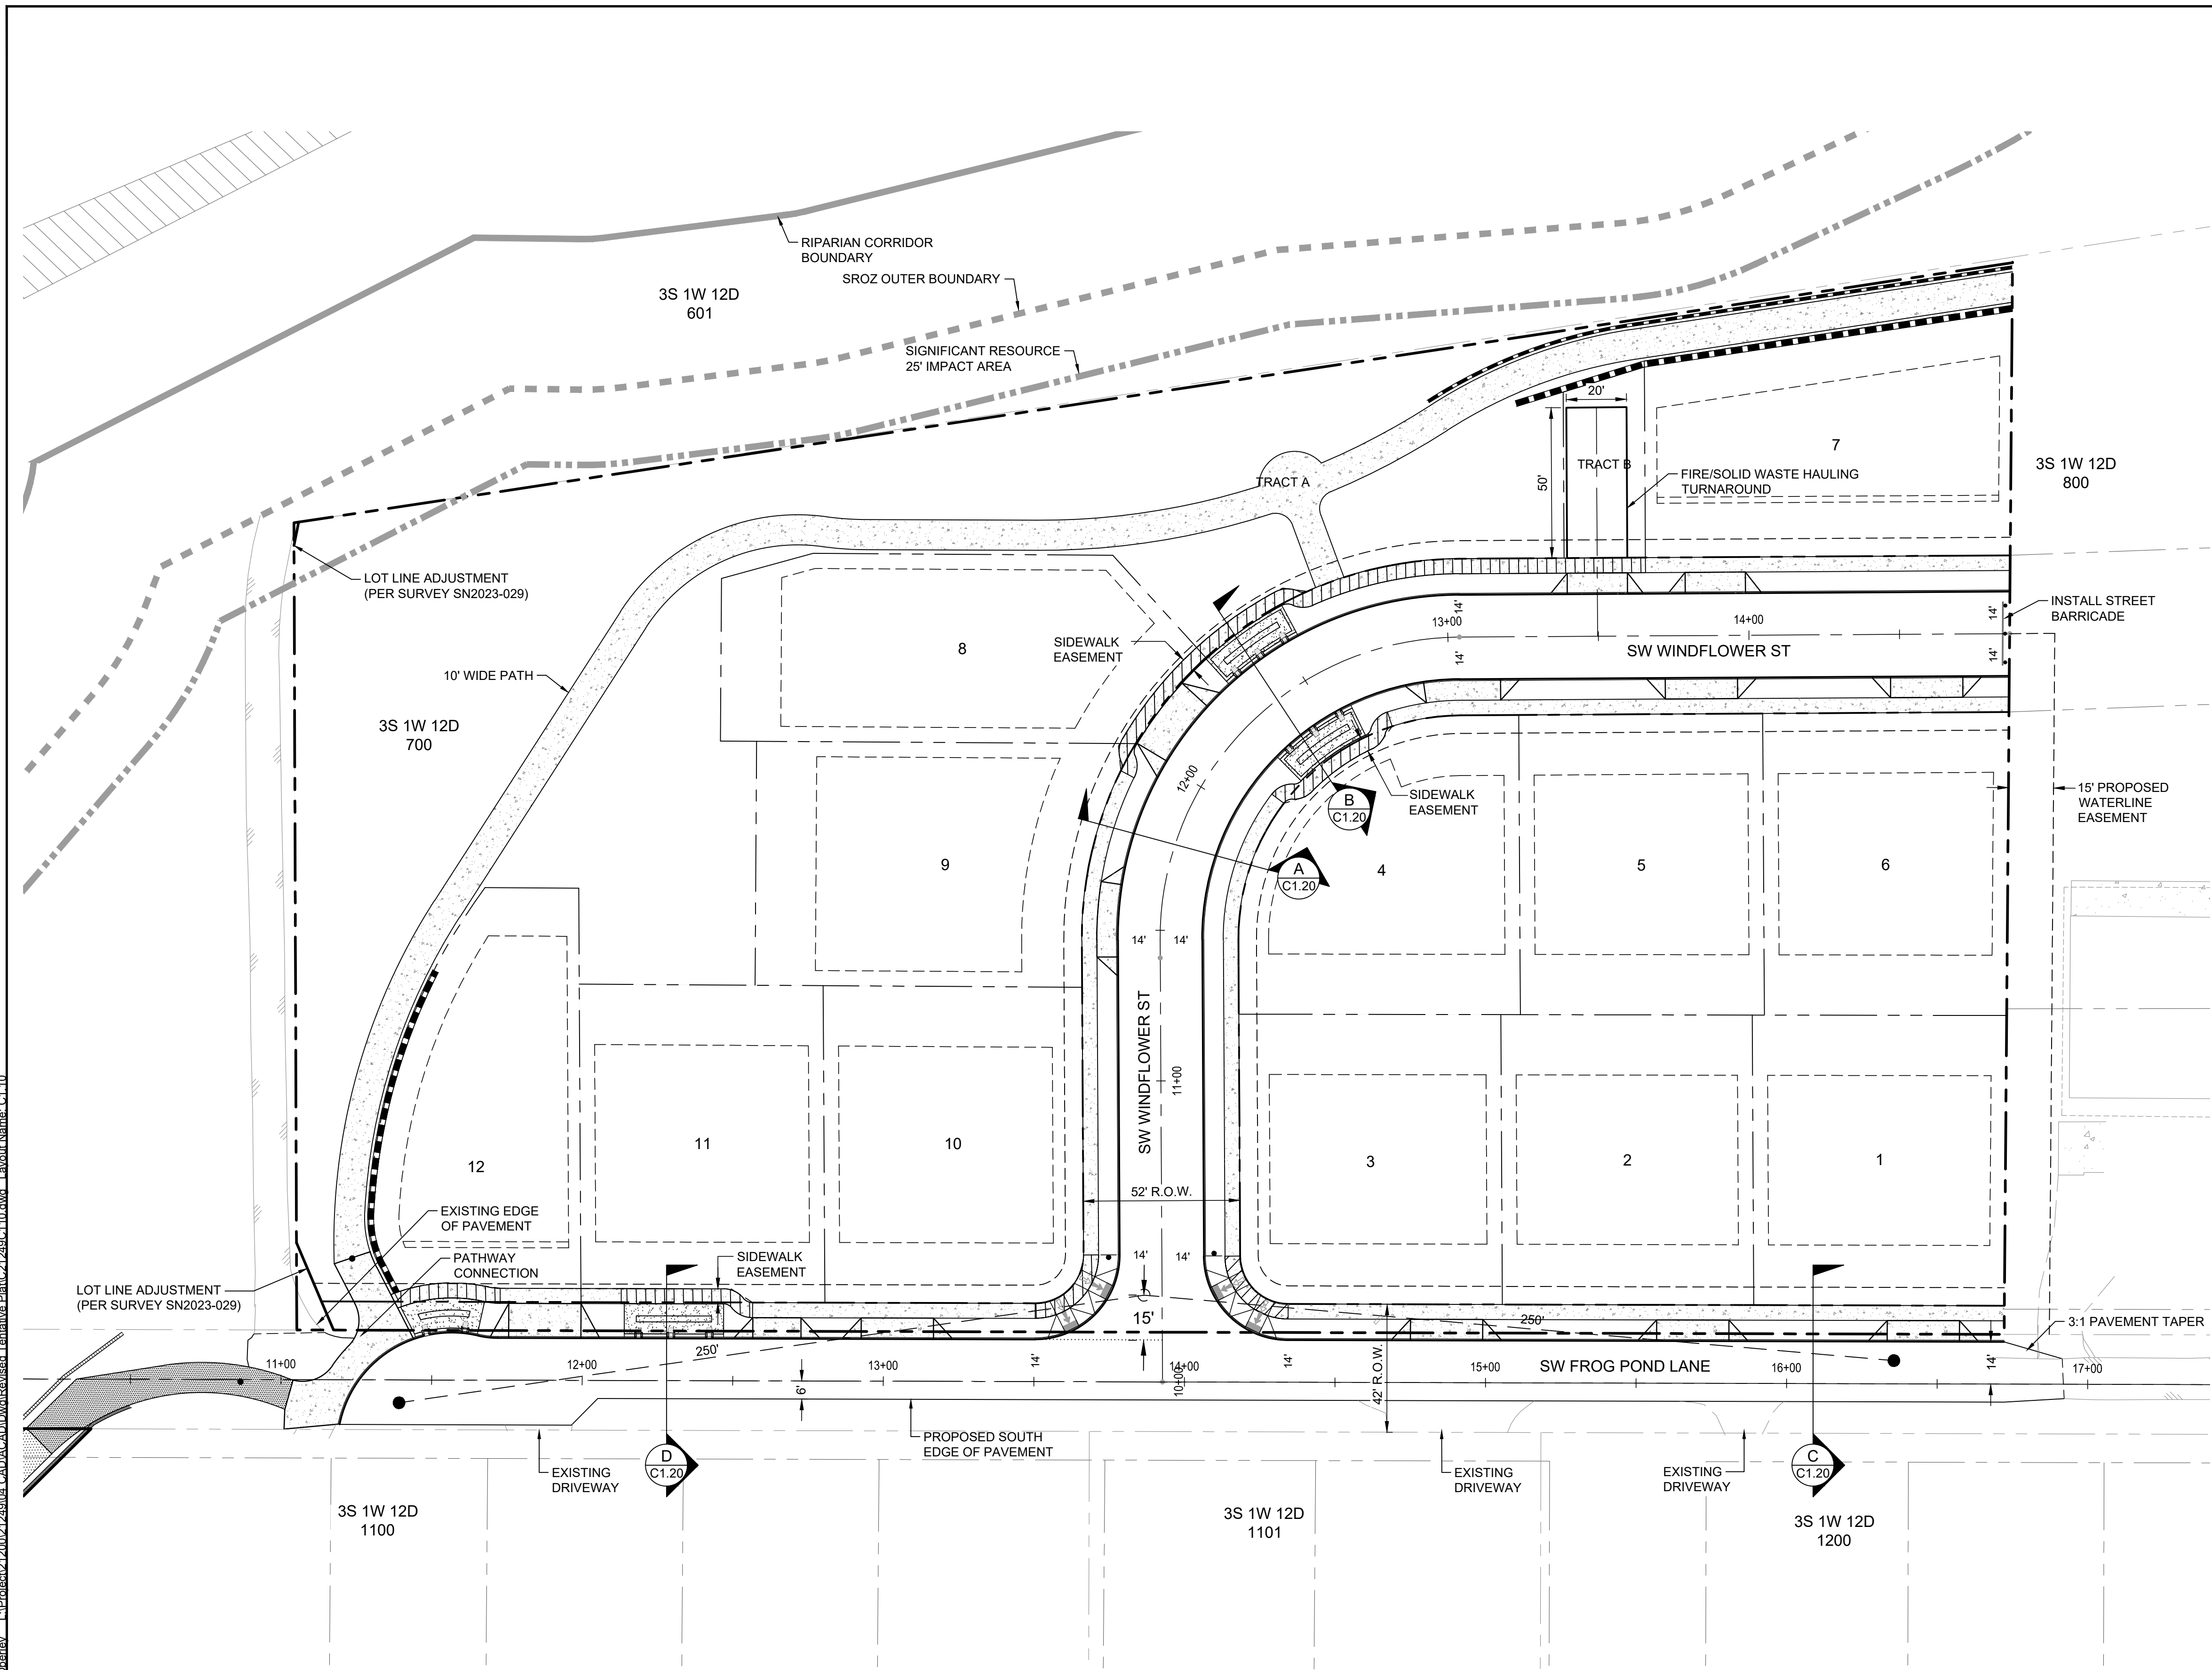 RIPARIAN CORRIDOR
BOUNDARY
SROZ OUTER BOUNDARY
3S 1W 12D
601
SIGNIFICANT RESOURCE
25' IMPACT AREA
20'
7
TRACT B
50'
FIRE/SOLID WASTE HAULING
TURNAROUND
3S 1W 12D
800
TRACT A
LOT LINE ADJUSTMENT
(PER SURVEY SN2023-029)
INSTALL STREET
BARRICADE
14'
13+00
14+00
14'
SIDEWALK
EASEMENT
8
SW WINDFLOWER ST
14'
14'
10' WIDE PATH
3S 1W 12D
700
12+00
B
C1.20
SIDEWALK
EASEMENT
15' PROPOSED
WATERLINE
EASEMENT
9
A
C1.20
4
5
6
14'
14'
SW WINDFLOWER ST
11+00
11
10
12
3
2
1
52' R.O.W.
EXISTING EDGE
OF PAVEMENT
PATHWAY
CONNECTION
SIDEWALK
EASEMENT
14'
14'
LOT LINE ADJUSTMENT
(PER SURVEY SN2023-029)
15'
250'
250'
3:1 PAVEMENT TAPER
11+00
12+00
13+00
14'
14+00
14'
15+00
SW FROG POND LANE
16+00
14'
17+00
6'
10+00
42' R.O.W.
PROPOSED SOUTH
EDGE OF PAVEMENT
D
C1.20
EXISTING
DRIVEWAY
EXISTING
DRIVEWAY
EXISTING
DRIVEWAY
C
C1.20
3S 1W 12D
1100
3S 1W 12D
1101
3S 1W 12D
1200